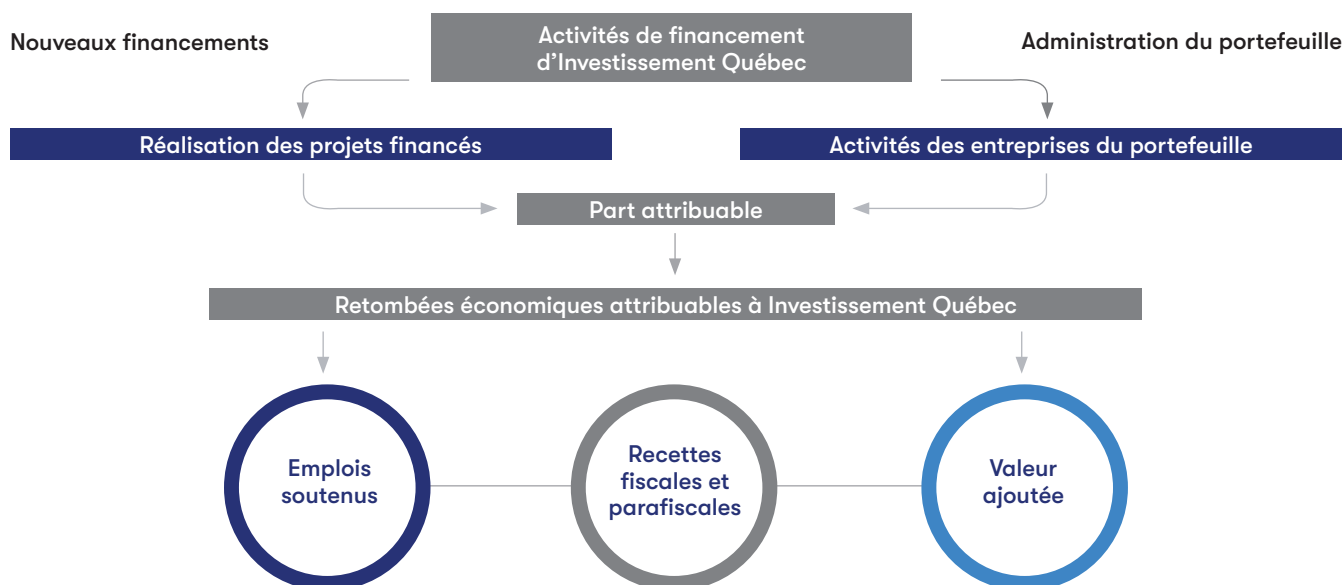 Nouveaux financements
Activités de financement
d'Investissement Québec
Administration du portefeuille
Réalisation des projets financés
Activités des entreprises du portefeuille
Part attribuable
Retombées économiques attribuables à Investissement Québec
Emplois
soutenus
Recettes
fiscales et
parafiscales
Valeur
ajoutée